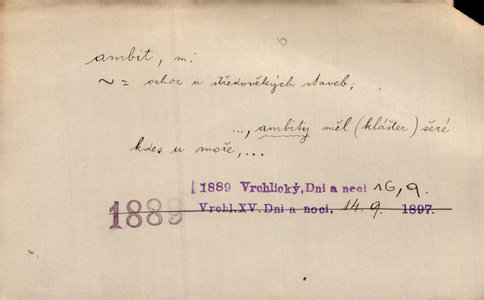 ambit, m.
~ = ochoz u středověkých staveb;
..., ambity měl (klášter) šeré
kdes u moře,...
1889 Vrchlický, Dni a noci 16, 9.
1889
Vrchl. XV. Dni a noci. 14. 9. 1897.